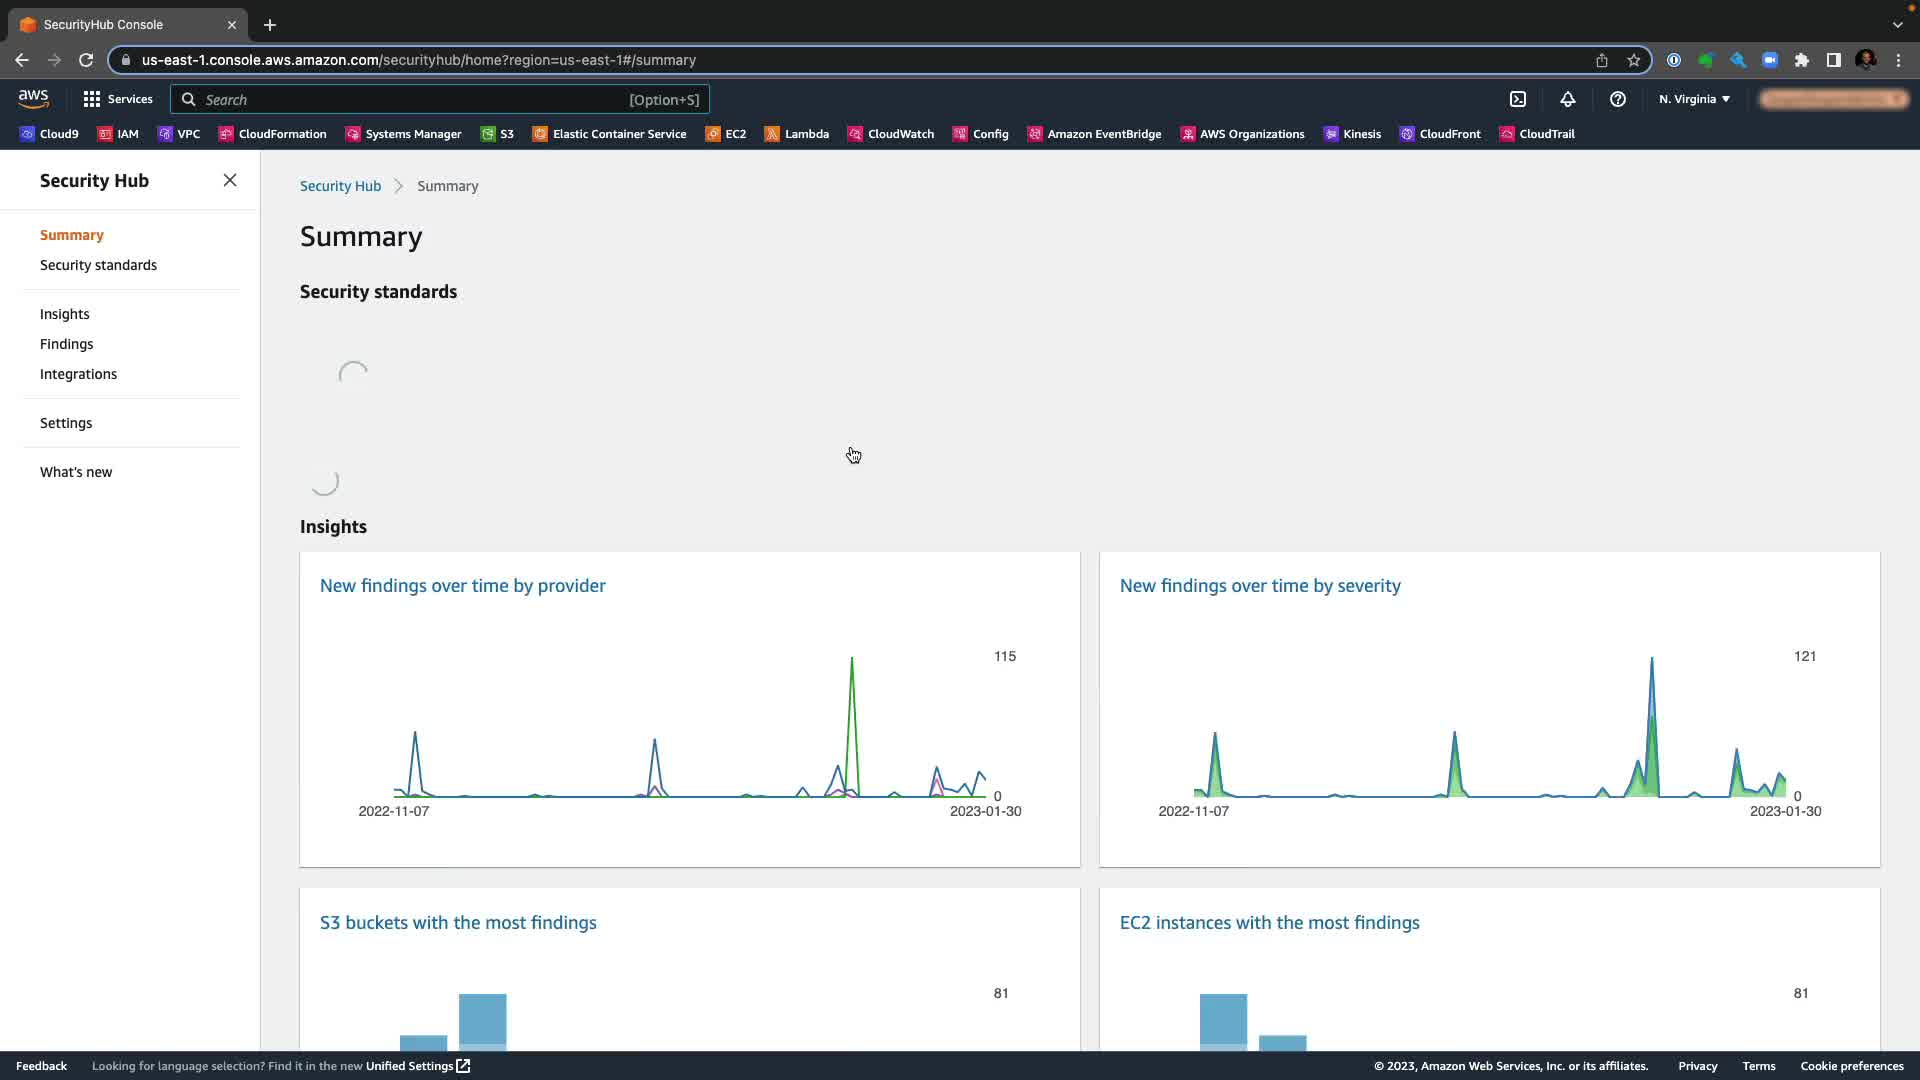 SecurityHub Console
us-east-1.console.aws.amazon.com/securityhub/home?region=us-east-1#/summary
aws
Services
Search
[Option+S]
N. Virginia
Cloud9
IAM
VPC
CloudFormation
Systems Manager
S3
Elastic Container Service
EC2
Lambda
CloudWatch
Config
Amazon EventBridge
AWS Organizations
Kinesis
CloudFront
CloudTrail
Security Hub
Summary
Security standards
Insights
Findings
Integrations
Settings
What's new
Security Hub
Summary
Summary
Security standards
Insights
New findings over time by provider
115
0
2022-11-07
2023-01-30
New findings over time by severity
121
0
2022-11-07
2023-01-30
S3 buckets with the most findings
81
EC2 instances with the most findings
81
Feedback
Looking for language selection? Find it in the new Unified Settings
© 2023, Amazon Web Services, Inc. or its affiliates.
Privacy
Terms
Cookie preferences